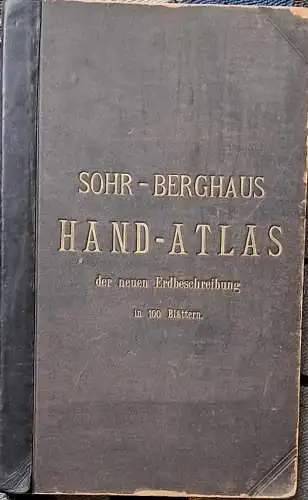 SOHR-BERGHAUS
HAND-ATLAS
der neuen Erdbeschreibung
in 100 Blättern.